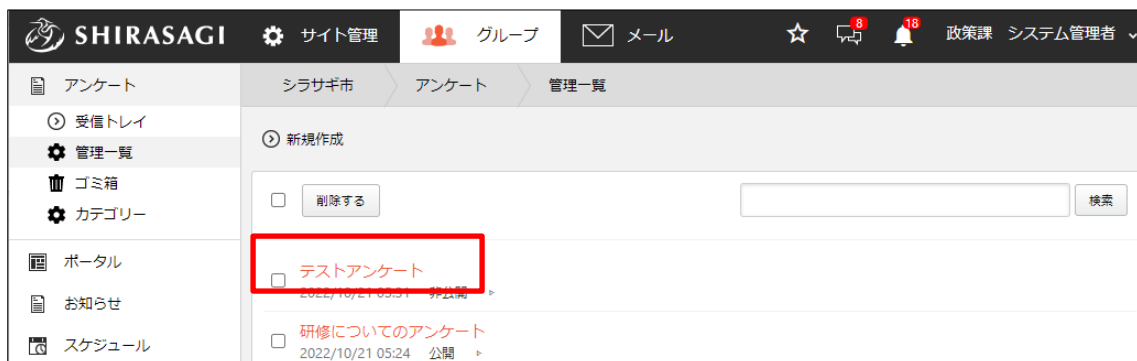 SHIRASAGI サイト管理 グループ メール 8 18 政策課 システム管理者
アンケート
シラサギ市 アンケート 管理一覧
受信トレイ
管理一覧
ゴミ箱
カテゴリー
ポータル
お知らせ
スケジュール
新規作成
削除する 検索
テストアンケート
2022/10/21 05:31 非公開
研修についてのアンケート
2022/10/21 05:24 公開